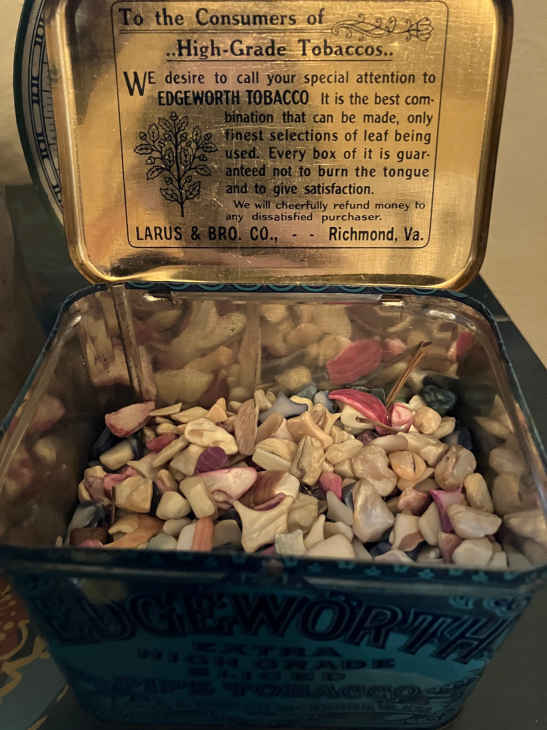 To the Consumers of
..High-Grade Tobaccos..
WE desire to call your special attention to
EDGEWORTH TOBACCO It is the best com-
bination that can be made, only
finest selections of leaf being
used. Every box of it is guar-
anteed not to burn the tongue
and to give satisfaction.
We will cheerfully refund money to
any dissatisfied purchaser.
LARUS & BRO. CO., - - Richmond, Va.
EDGEWORTH
EXTRA
HIGH GRADE
SLICED
PIPE TOBACCO